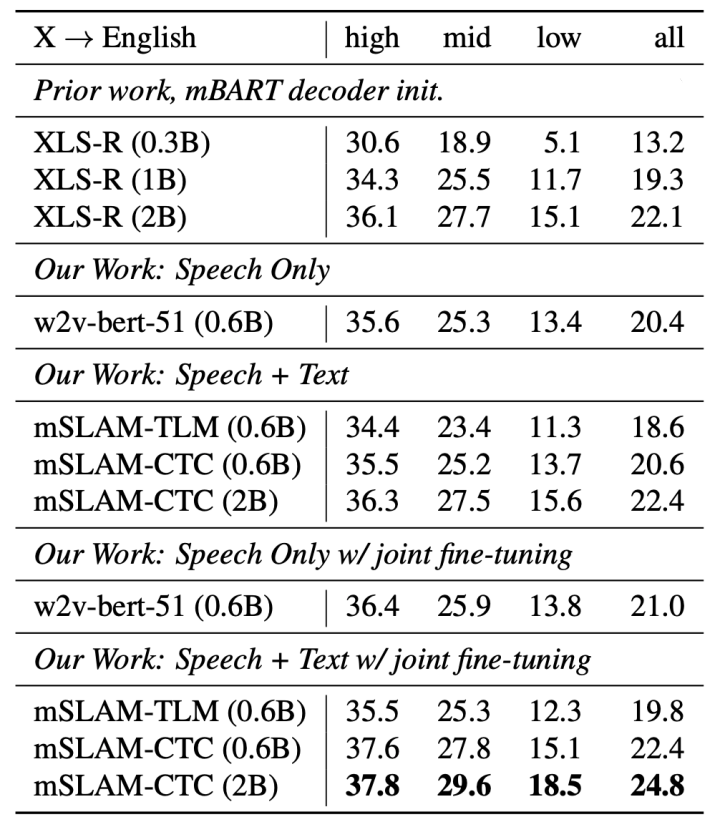 X → English high mid low all
Prior work, mBART decoder init.
XLS-R (0.3B) 30.6 18.9 5.1 13.2
XLS-R (1B) 34.3 25.5 11.7 19.3
XLS-R (2B) 36.1 27.7 15.1 22.1
Our Work: Speech Only
w2v-bert-51 (0.6B) 35.6 25.3 13.4 20.4
Our Work: Speech + Text
mSLAM-TLM (0.6B) 34.4 23.4 11.3 18.6
mSLAM-CTC (0.6B) 35.5 25.2 13.7 20.6
mSLAM-CTC (2B) 36.3 27.5 15.6 22.4
Our Work: Speech Only w/ joint fine-tuning
w2v-bert-51 (0.6B) 36.4 25.9 13.8 21.0
Our Work: Speech + Text w/ joint fine-tuning
mSLAM-TLM (0.6B) 35.5 25.3 12.3 19.8
mSLAM-CTC (0.6B) 37.6 27.8 15.1 22.4
mSLAM-CTC (2B) 37.8 29.6 18.5 24.8